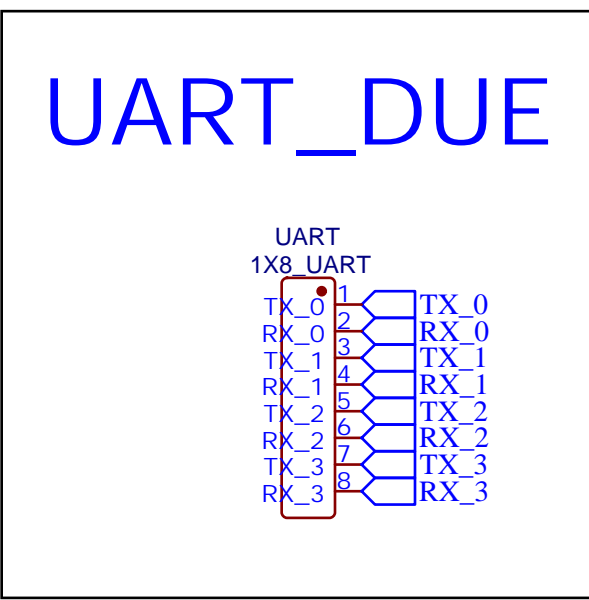 UART_DUE
UART
1X8_UART
TX_0 1 TX_0
RX_0 2 RX_0
TX_1 3 TX_1
RX_1 4 RX_1
TX_2 5 TX_2
RX_2 6 RX_2
TX_3 7 TX_3
RX_3 8 RX_3